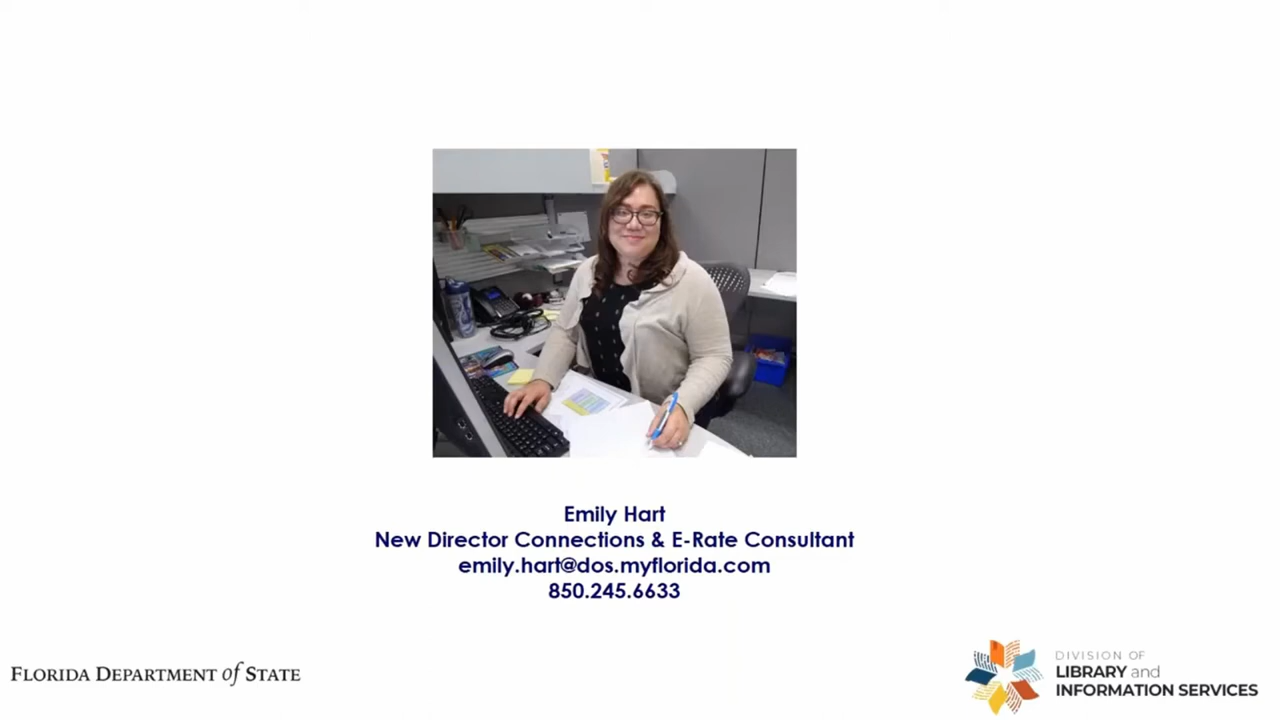 Emily Hart
New Director Connections & E-Rate Consultant
emily.hart@dos.myflorida.com
850.245.6633
FLORIDA DEPARTMENT of STATE
DIVISION OF
LIBRARY and
INFORMATION SERVICES